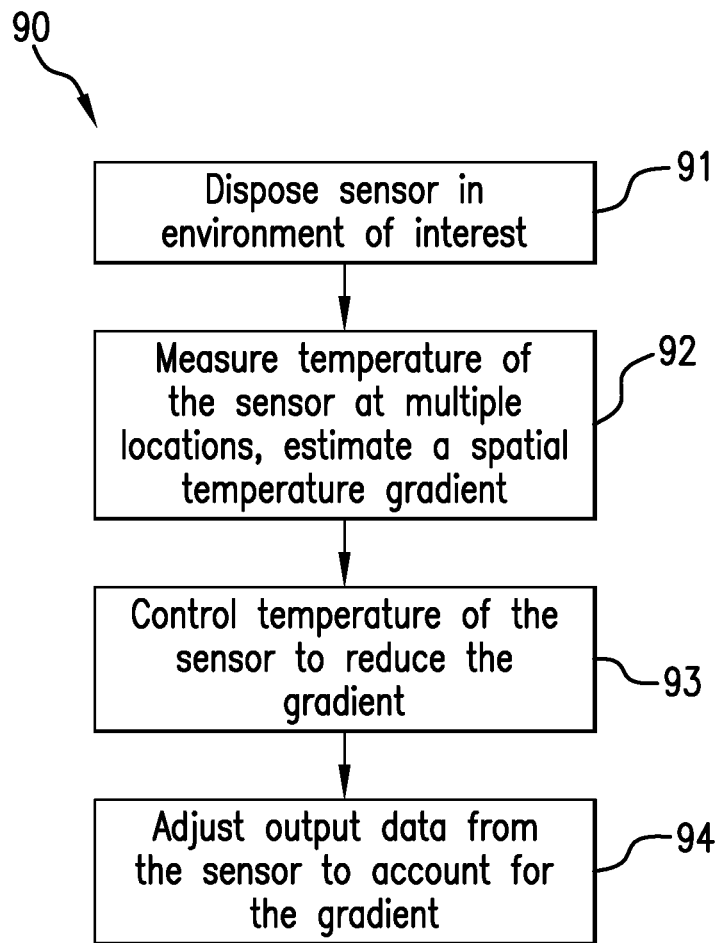 90
Dispose sensor in
environment of interest
91
Measure temperature of
the sensor at multiple
locations, estimate a spatial
temperature gradient
92
Control temperature of the
sensor to reduce the
gradient
93
Adjust output data from
the sensor to account for
the gradient
94